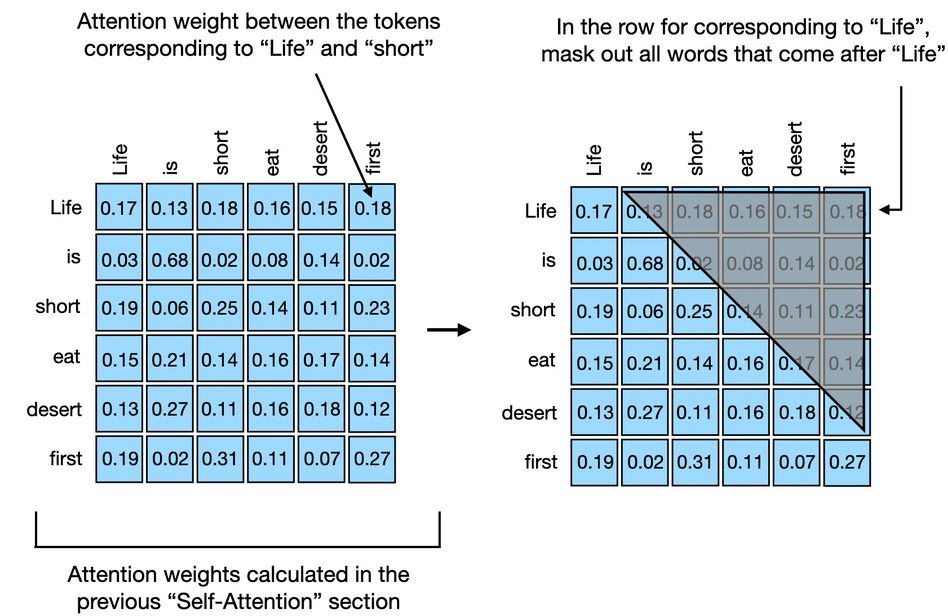 Attention weight between the tokens
corresponding to “Life” and “short”
In the row for corresponding to “Life”,
mask out all words that come after “Life”
Life is short eat desert first
Life 0.17 0.13 0.18 0.16 0.15 0.18
is 0.03 0.68 0.02 0.08 0.14 0.02
short 0.19 0.06 0.25 0.14 0.11 0.23
eat 0.15 0.21 0.14 0.16 0.17 0.14
desert 0.13 0.27 0.11 0.16 0.18 0.12
first 0.19 0.02 0.31 0.11 0.07 0.27
Life is short eat desert first
Life 0.17 0.13 0.18 0.16 0.15 0.18
is 0.03 0.68 0.02 0.08 0.14 0.02
short 0.19 0.06 0.25 0.14 0.11 0.23
eat 0.15 0.21 0.14 0.16 0.17 0.14
desert 0.13 0.27 0.11 0.16 0.18 0.12
first 0.19 0.02 0.31 0.11 0.07 0.27
Attention weights calculated in the
previous “Self-Attention” section